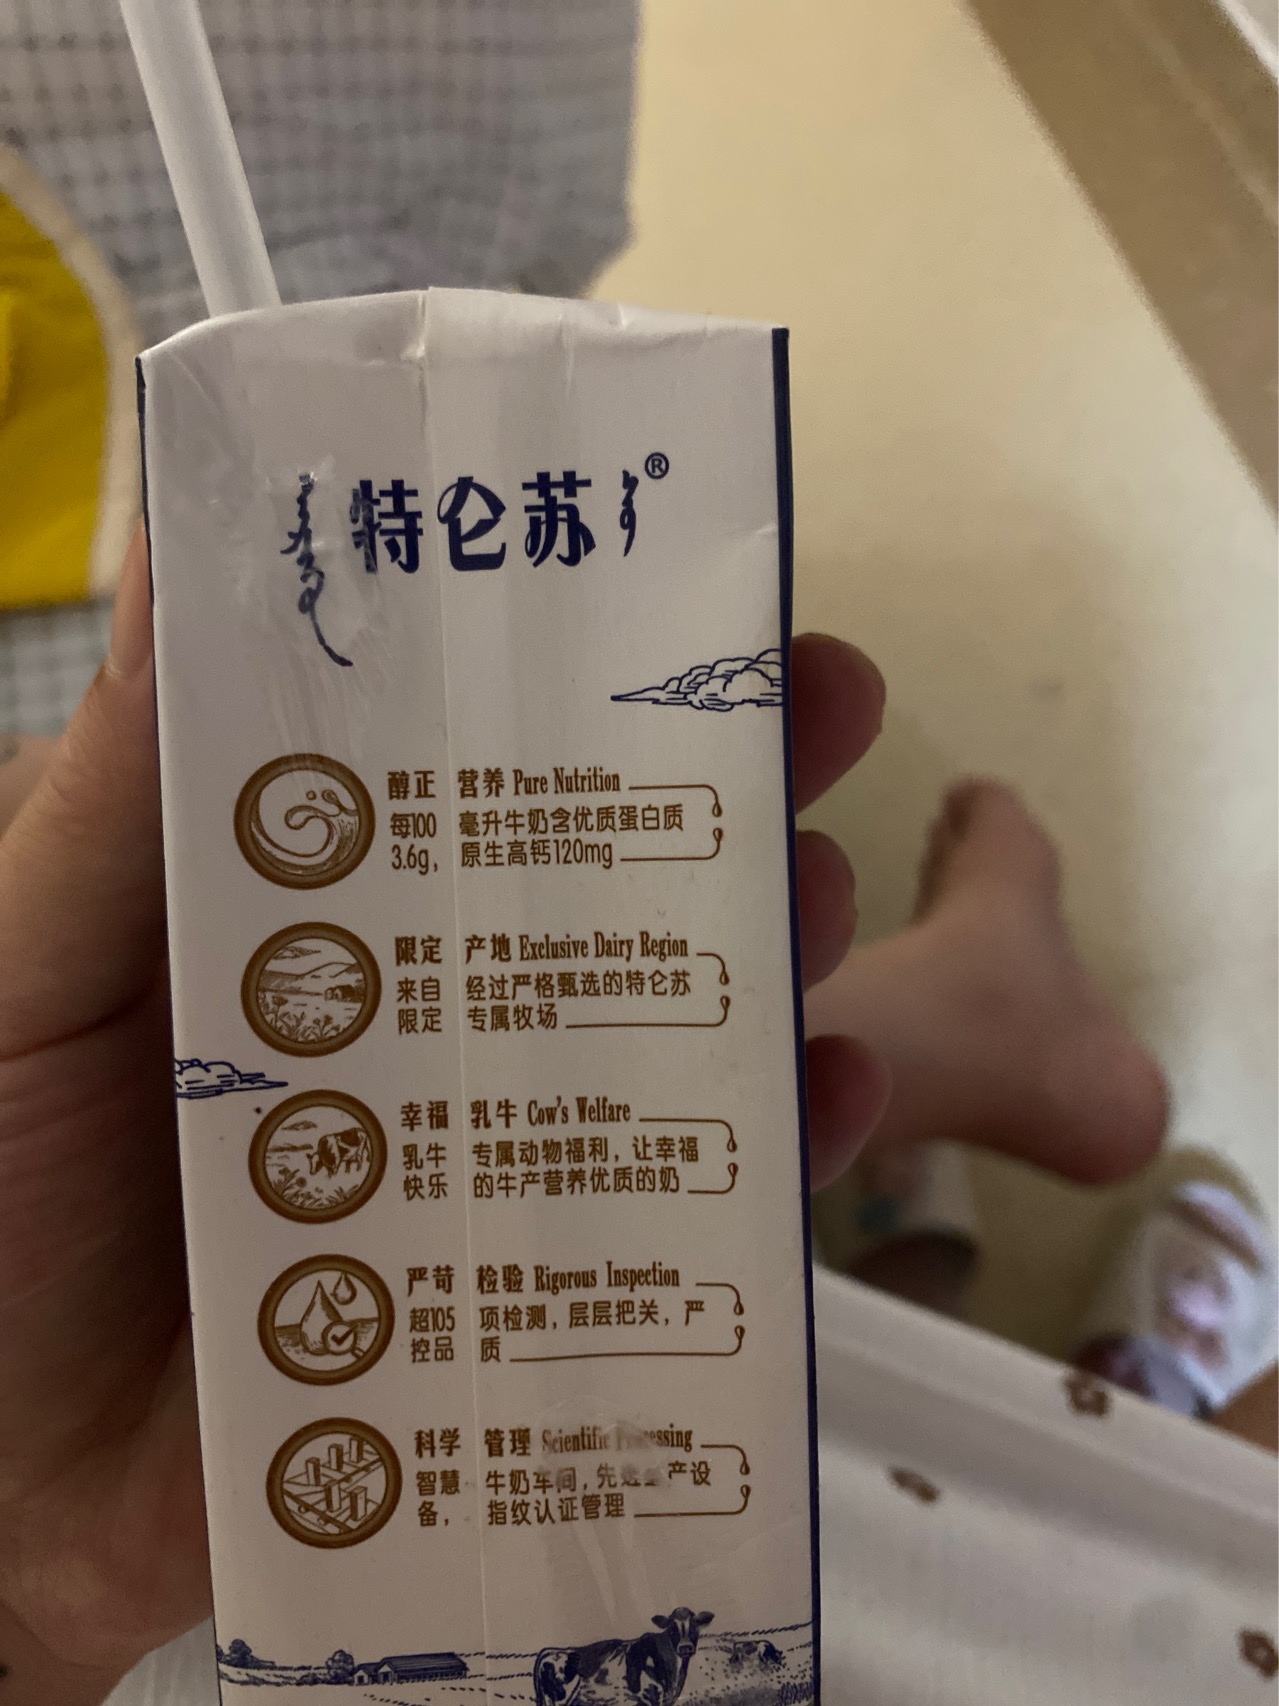 特仑苏®
醇正营养 Pure Nutrition
每100毫升牛奶含优质蛋白质
3.6g，原生高钙120mg
限定产地 Exclusive Dairy Region
来自经过严格甄选的特仑苏
限定专属牧场
幸福乳牛 Cow's Welfare
乳牛专属动物福利，让幸福
快乐的牛产营养优质的奶
严苛检验 Rigorous Inspection
超105项检测，层层把关，严
控品质
科学管理 Scientific Processing
智慧牛奶车间，先进生产设
备，指纹认证管理